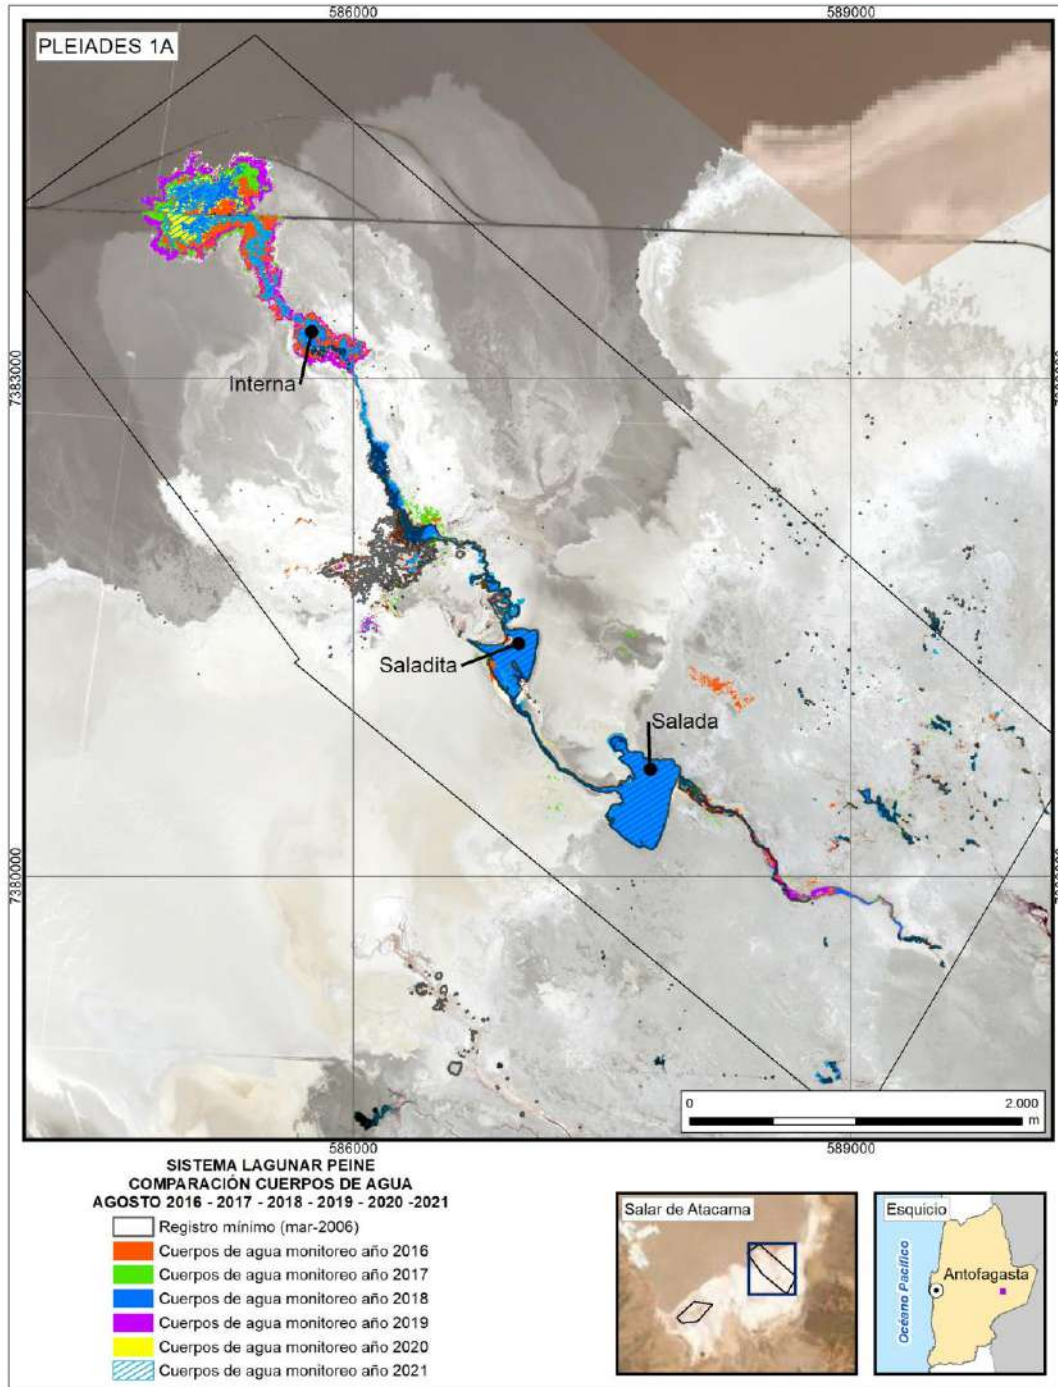 586000 589000
PLEIADES 1A
Interna
7383000
Saladita
Salada
7380000
0 2.000
m
586000 589000
SISTEMA LAGUNAR PEINE
COMPARACIÓN CUERPOS DE AGUA
AGOSTO 2016 - 2017 - 2018 - 2019 - 2020 -2021
Registro mínimo (mar-2006)
Cuerpos de agua monitoreo año 2016
Cuerpos de agua monitoreo año 2017
Cuerpos de agua monitoreo año 2018
Cuerpos de agua monitoreo año 2019
Cuerpos de agua monitoreo año 2020
Cuerpos de agua monitoreo año 2021
Salar de Atacama
Esquicio
Antofagasta
Océano Pacífico